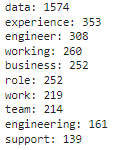 data: 1574
experience: 353
engineer: 308
working: 260
business: 252
role: 252
work: 219
team: 214
engineering: 161
support: 139